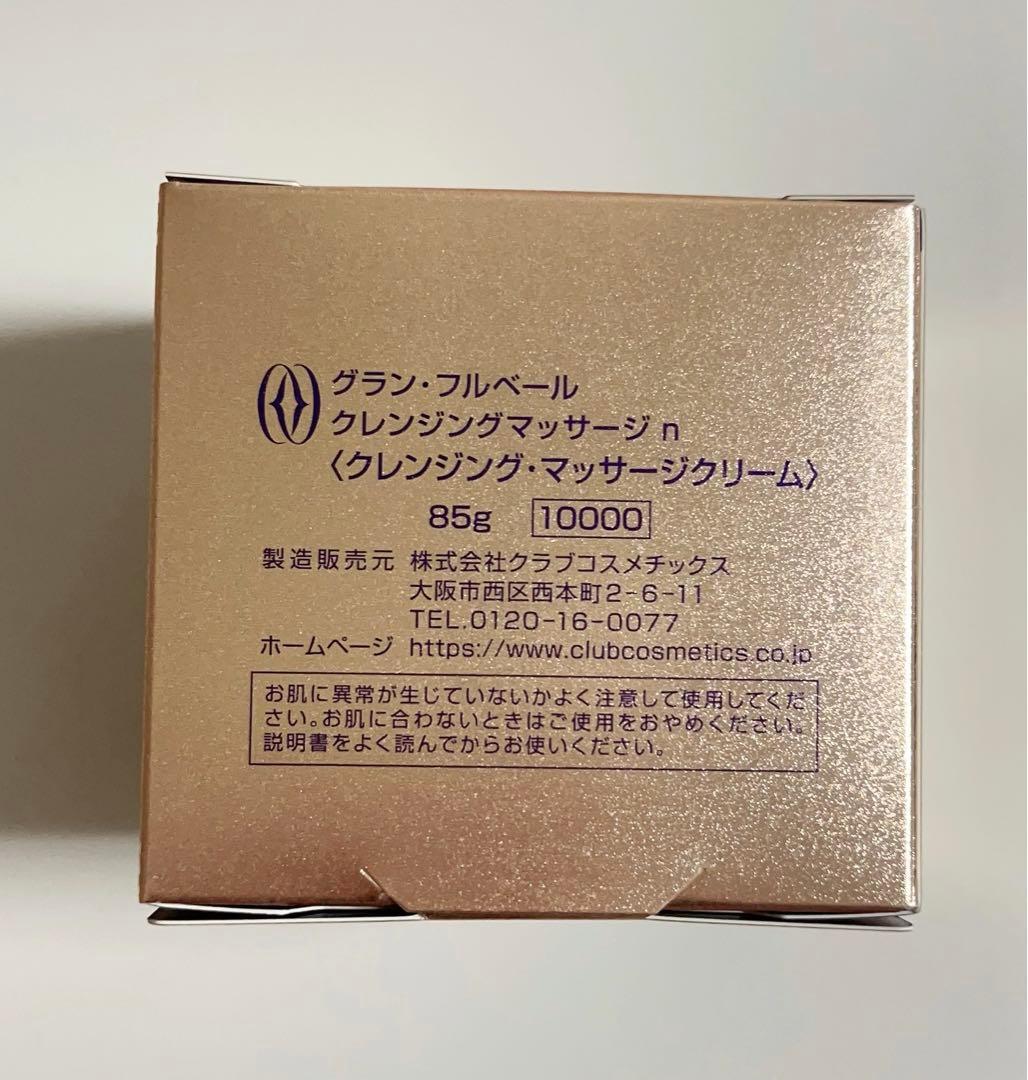 グラン・フルベール
クレンジングマッサージ n
〈クレンジング・マッサージクリーム〉
85g 10000
製造販売元 株式会社クラブコスメチックス
大阪市西区西本町2-6-11
TEL.0120-16-0077
ホームページ https://www.clubcosmetics.co.jp
お肌に異常が生じていないかよく注意して使用してくだ
さい。お肌に合わないときはご使用をおやめください。
説明書をよく読んでからお使いください。